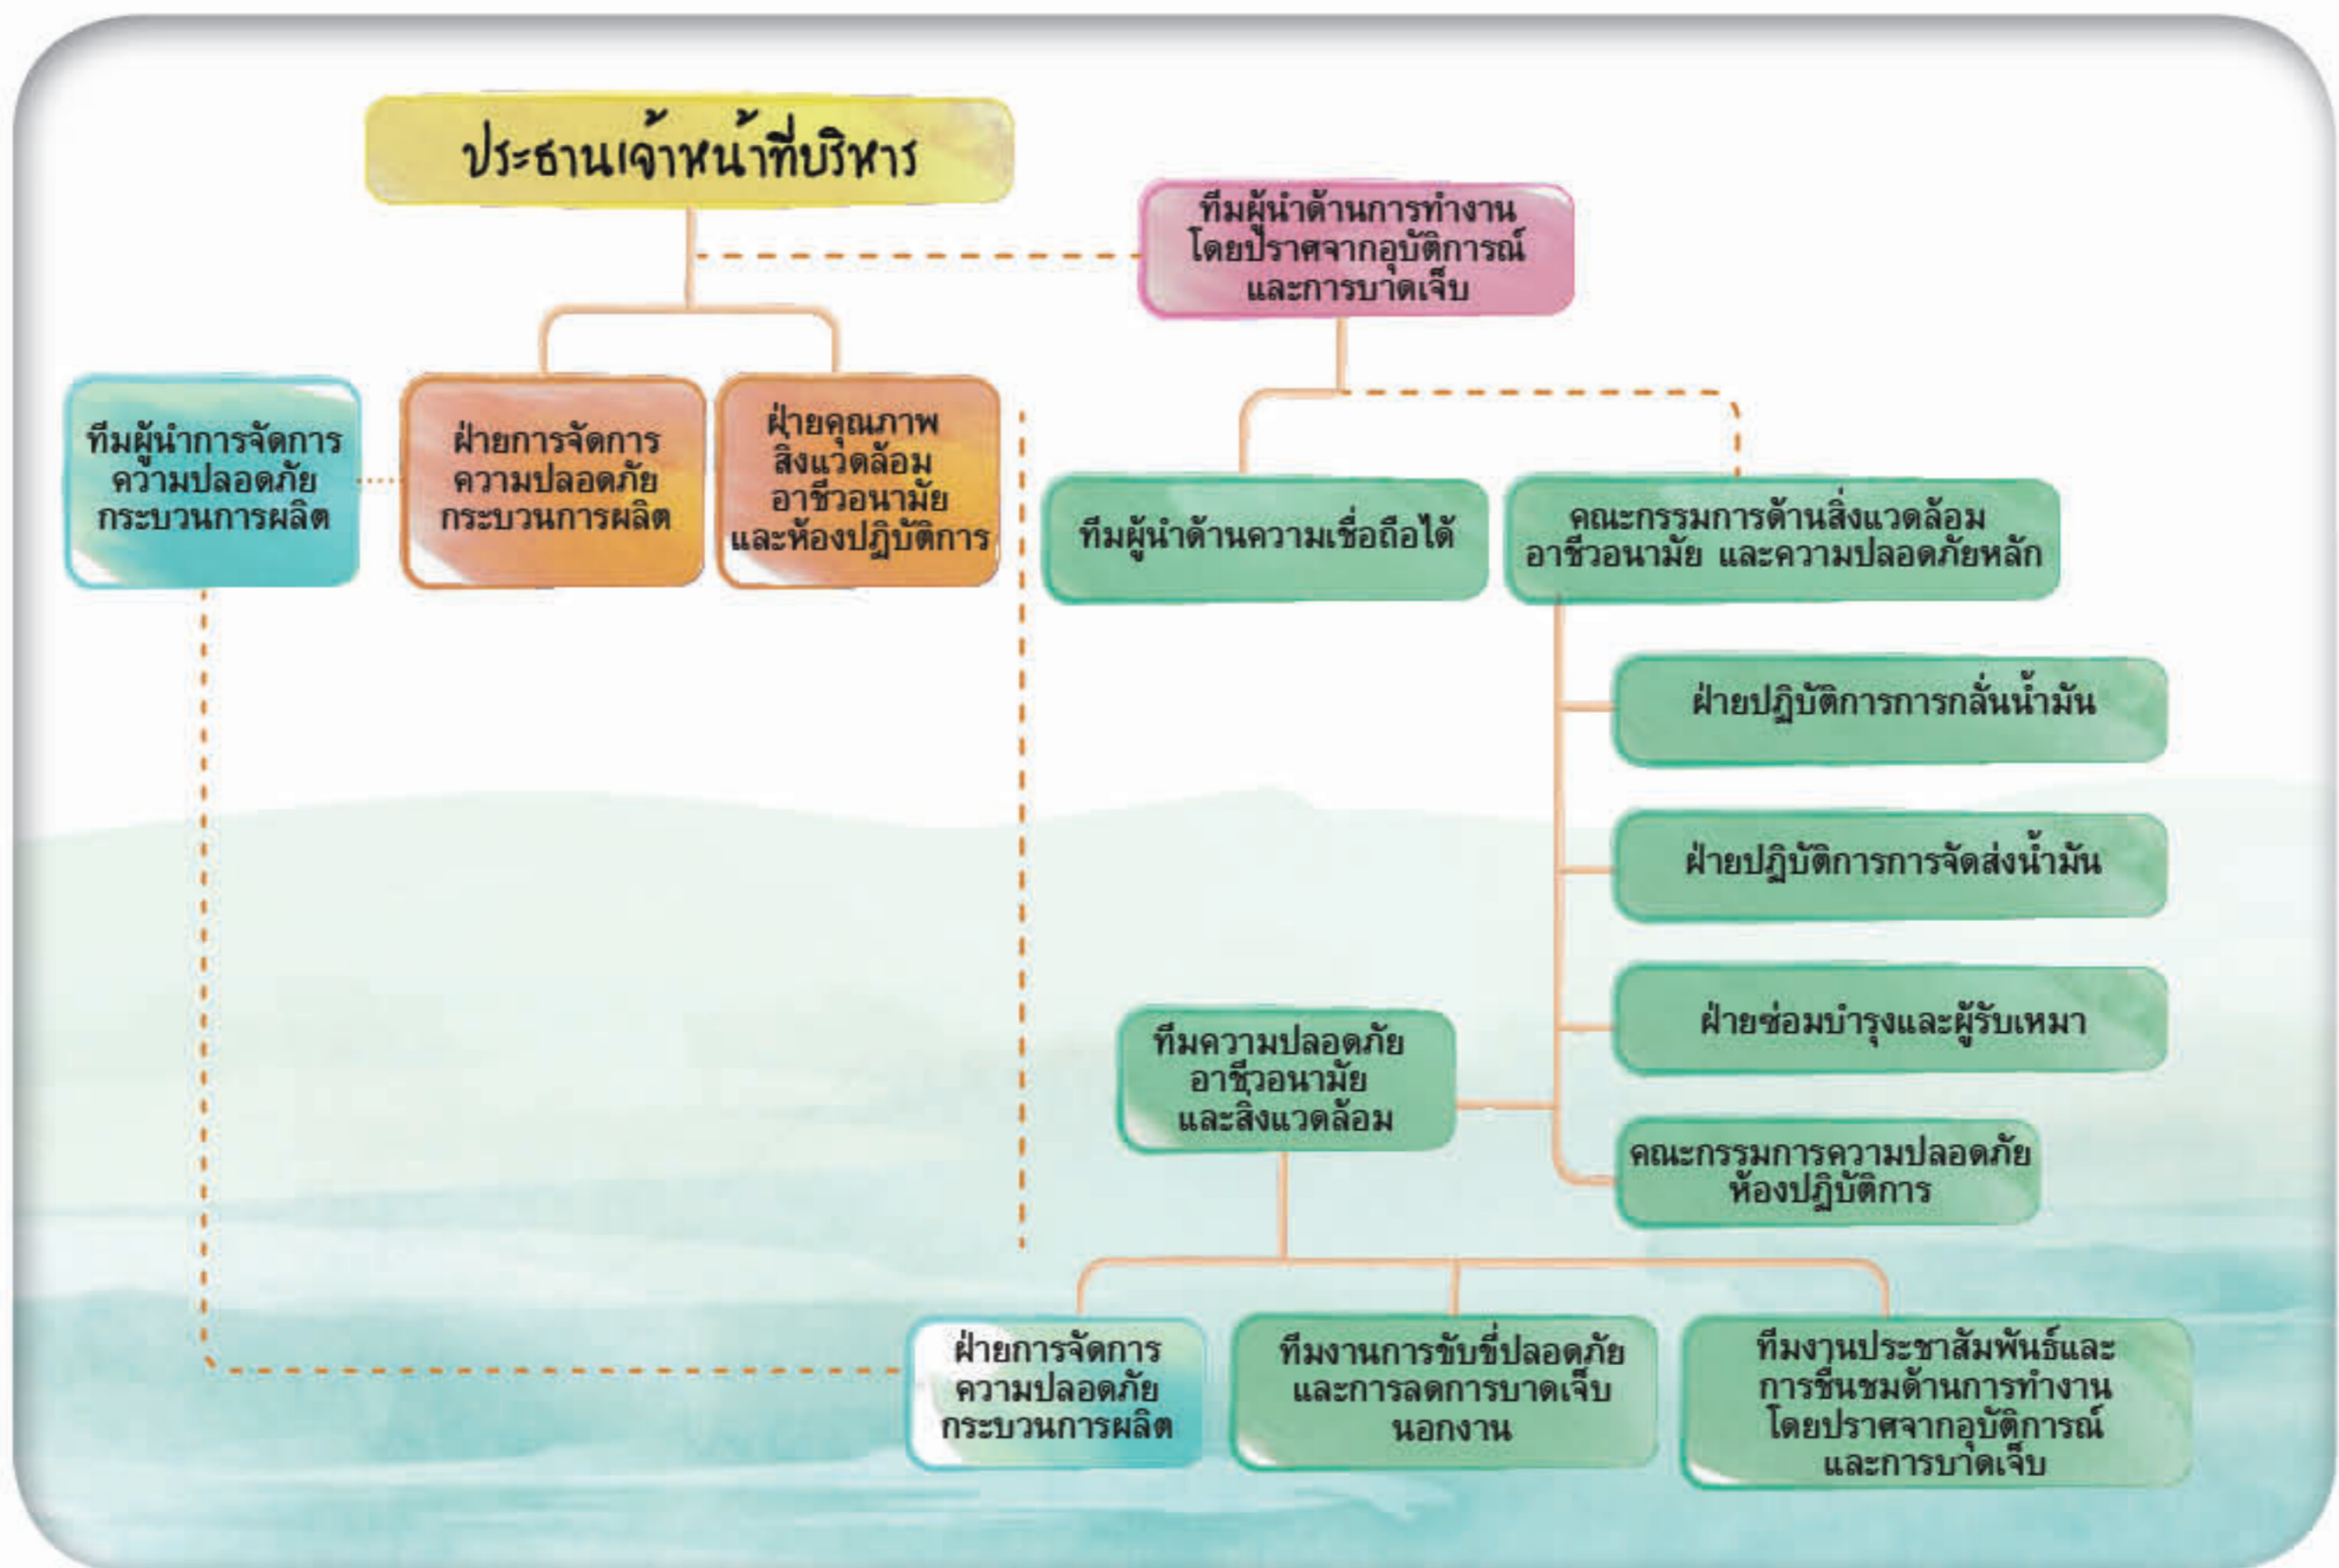 ประธานเจ้าหน้าที่บริหาร
ทีมผู้นำด้านการทำงาน
โดยปราศจากอุบัติการณ์
และการบาดเจ็บ
ทีมผู้นำการจัดการ
ความปลอดภัย
กระบวนการผลิต
ฝ่ายการจัดการ
ความปลอดภัย
กระบวนการผลิต
ฝ่ายคุณภาพ
สิ่งแวดล้อม
อาชีวอนามัย
และห้องปฏิบัติการ
ทีมผู้นำด้านความเชื่อถือได้
คณะกรรมการด้านสิ่งแวดล้อม
อาชีวอนามัย และความปลอดภัยหลัก
ฝ่ายปฏิบัติการการกลั่นน้ำมัน
ฝ่ายปฏิบัติการการจัดส่งน้ำมัน
ฝ่ายซ่อมบำรุงและผู้รับเหมา
ทีมความปลอดภัย
อาชีวอนามัย
และสิ่งแวดล้อม
คณะกรรมการความปลอดภัย
ห้องปฏิบัติการ
ฝ่ายการจัดการ
ความปลอดภัย
กระบวนการผลิต
ทีมงานการขับขี่ปลอดภัย
และการลดการบาดเจ็บ
นอกงาน
ทีมงานประชาสัมพันธ์และ
การชื่นชมด้านการทำงาน
โดยปราศจากอุบัติการณ์
และการบาดเจ็บ